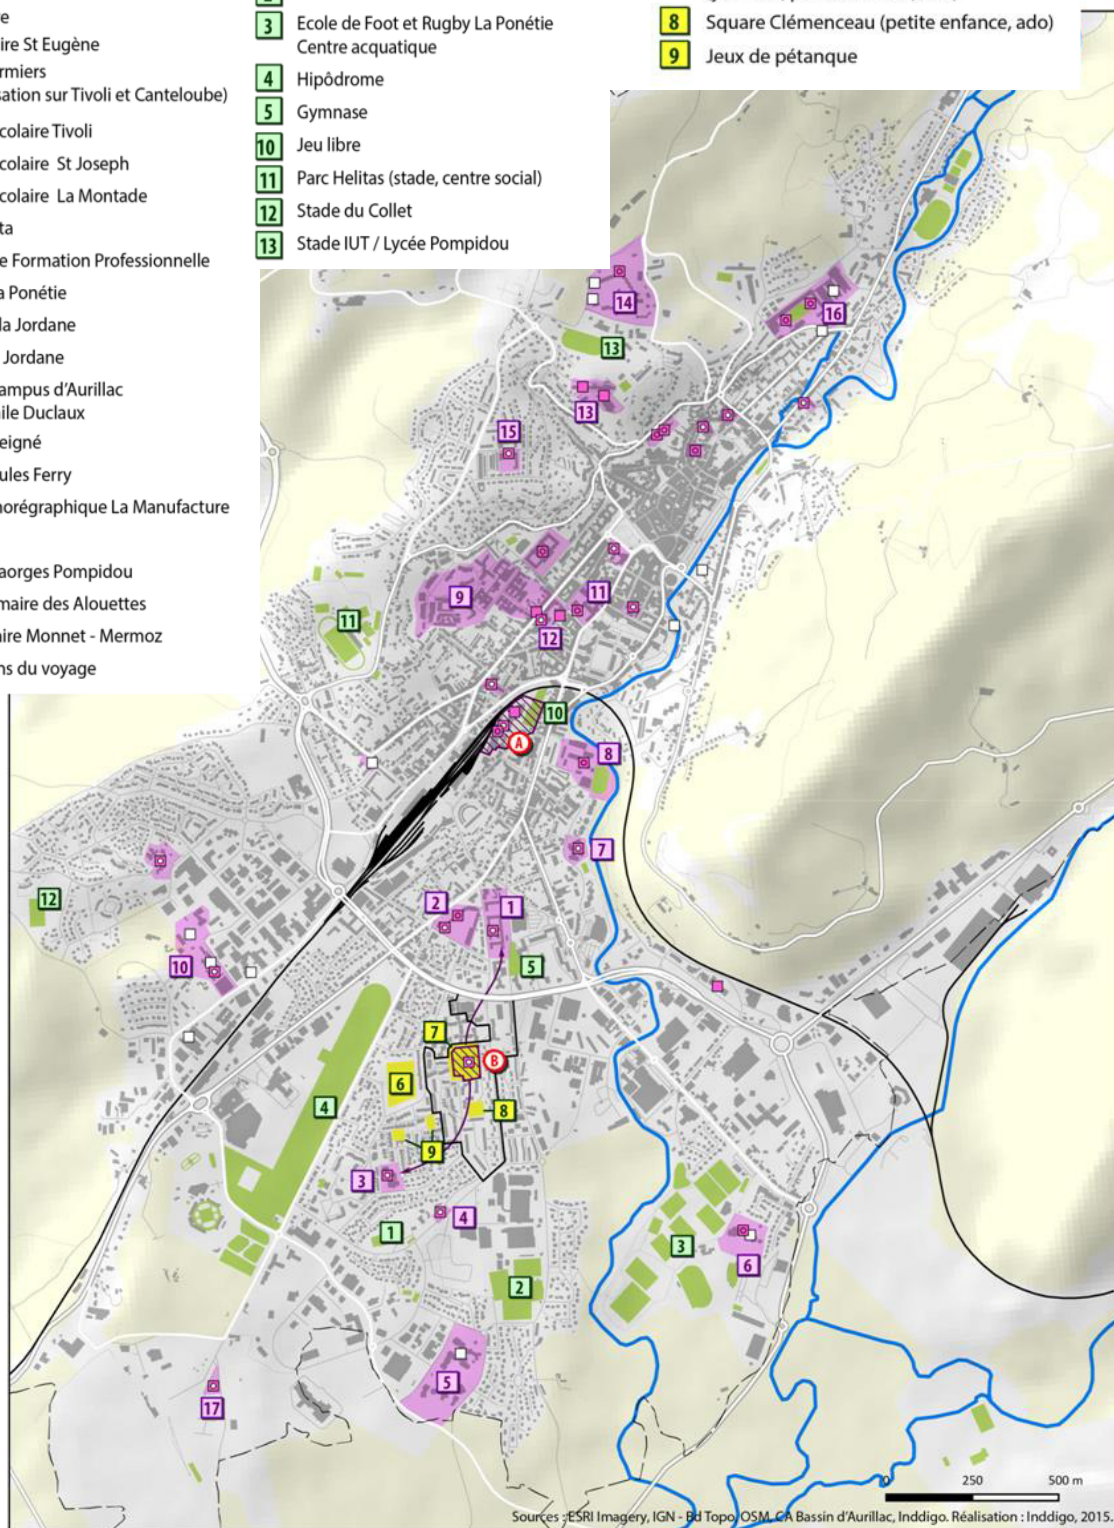 re
ire St Eugène
rmiers
sation sur Tivoli et Canteloube)
colaire Tivoli
colaire St Joseph
colaire La Montade
ta
e Formation Professionnelle
a Ponétie
la Jordane
Jordane
ampus d'Aurillac
ile Duclaux
eigné
ules Ferry
horégraphique La Manufacture
aorges Pompidou
maire des Alouettes
aire Monnet - Mermoz
ns du voyage
3 Ecole de Foot et Rugby La Ponétie
Centre acquatique
4 Hipôdrome
5 Gymnase
10 Jeu libre
11 Parc Helitas (stade, centre social)
12 Stade du Collet
13 Stade IUT / Lycée Pompidou
8 Square Clémenceau (petite enfance, ado)
9 Jeux de pétanque
14
16
13
13
15
9
11
11
12
10
A
8
7
12
2
1
10
5
7
B
6
4
8
9
3
4
1
3
6
2
5
17
0 250 500 m
Sources : ESRI Imagery, IGN - Bd Topo, OSM, CA Bassin d'Aurillac, Inddigo. Réalisation : Inddigo, 2015.